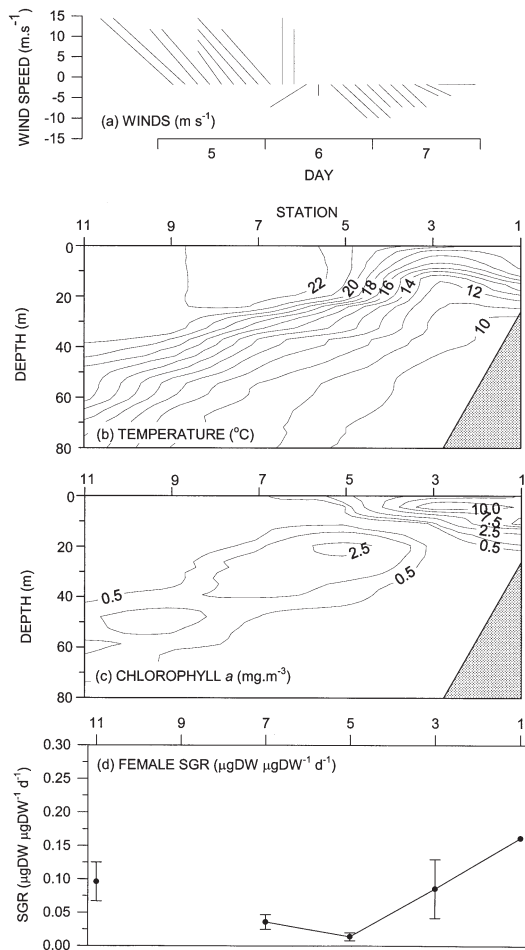 WIND SPEED (m.s-1)
15
10
5
0
-5
-10
-15
(a) WINDS (m s-1)
5 6 7
DAY
STATION
11 9 7 5 3 1
DEPTH (m)
0
20
40
60
80
22 20 18 16 14 12 10
(b) TEMPERATURE (oC)
11 9 7 5 3 1
DEPTH (m)
0
20
40
60
80
10.0
7.5
2.5
0.5
2.5
0.5
0.5
(c) CHLOROPHYLL a (mg.m-3)
11 9 7 5 3 1
SGR (µgDW µgDW-1 d-1)
0.30
0.25
0.20
0.15
0.10
0.05
0.00
(d) FEMALE SGR (µgDW µgDW-1 d-1)